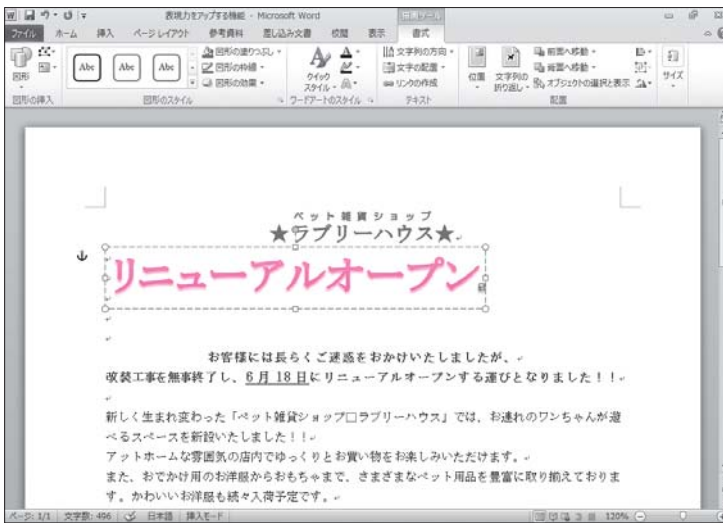 表現力をアップする機能 - Microsoft Word
ファイル ホーム 挿入 ページ レイアウト 参考資料 差し込み文書 校閲 表示 書式
図形
Abc Abc Abc
図形の塗りつぶし
図形の枠線
図形の効果
クイック
スタイル
文字列の方向
文字の配置
リンクの作成
位置
文字列の
折り返し
前面へ移動
背面へ移動
オブジェクトの選択と表示
サイズ
図形の挿入 図形のスタイル ワードアートのスタイル テキスト 配置
ペット雑貨ショップ
★ラブリーハウス★
リニューアルオープン
お客様には長らくご迷惑をおかけいたしましたが、
改装工事を無事終了し、6月18日にリニューアルオープンする運びとなりました!!
新しく生まれ変わった「ペット雑貨ショップ□ラブリーハウス」では、お連れのワンちゃんが遊
べるスペースを新設いたしました!!
アットホームな雰囲気の店内でゆっくりとお買い物をお楽しみいただけます。
また、おでかけ用のお洋服からおもちゃまで、さまざまなペット用品を豊富に取り揃えておりま
す。かわいいお洋服も続々入荷予定です。
ページ: 1/1 文字数: 406 日本語 挿入モード 120%